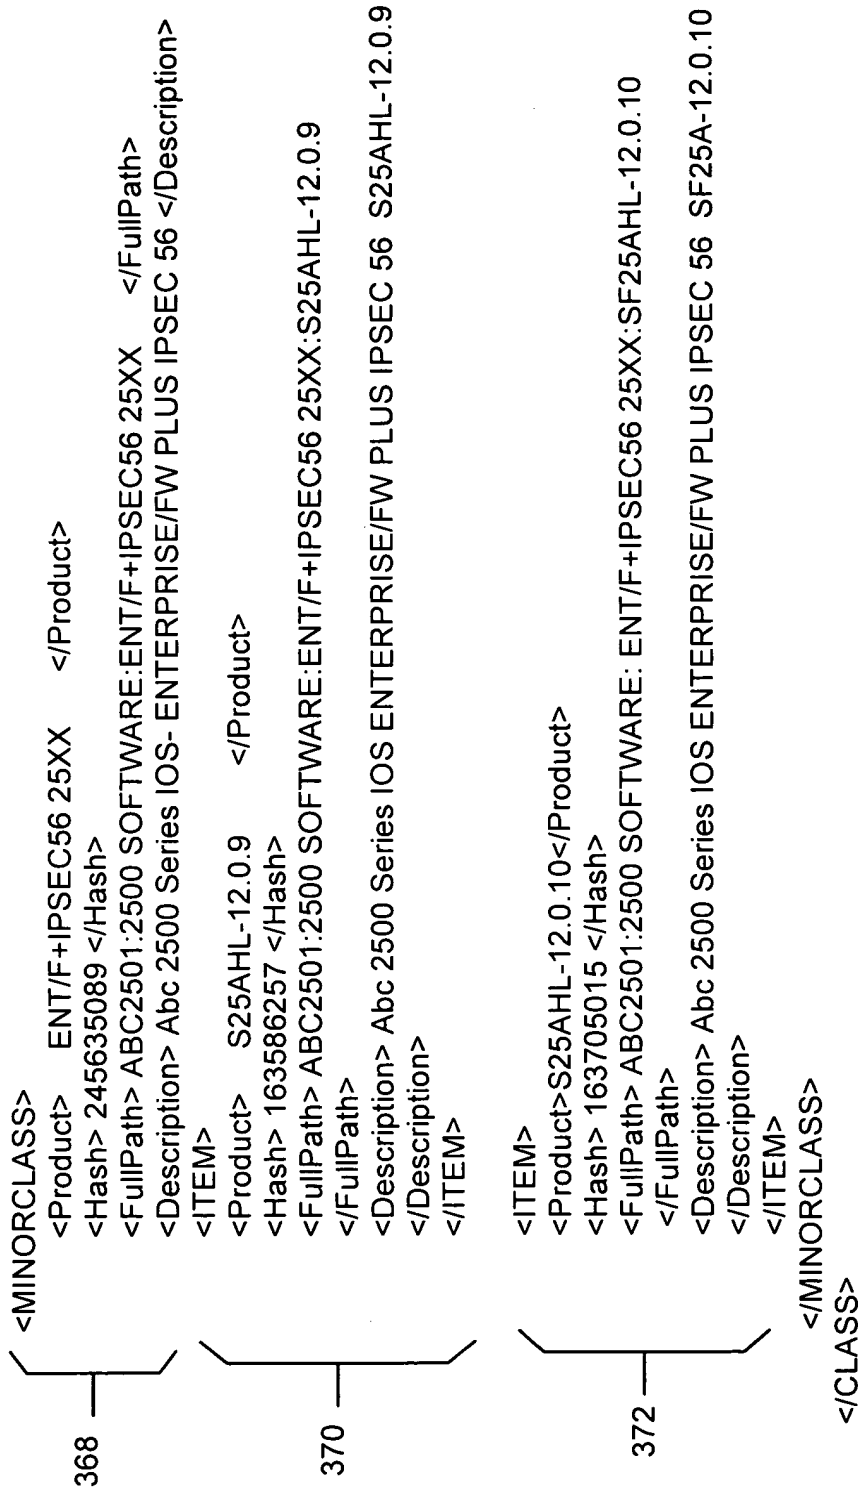 <MINORCLASS>
<Product> ENT/F+IPSEC56 25XX </Product>
<Hash> 245635089 </Hash>
<FullPath> ABC2501:2500 SOFTWARE:ENT/F+IPSEC56 25XX </FullPath>
<Description> Abc 2500 Series IOS- ENTERPRISE/FW PLUS IPSEC 56 </Description>
368
<ITEM>
<Product> S25AHL-12.0.9 </Product>
<Hash> 163586257 </Hash>
<FullPath> ABC2501:2500 SOFTWARE:ENT/F+IPSEC56 25XX:S25AHL-12.0.9
</FullPath>
<Description> Abc 2500 Series IOS ENTERPRISE/FW PLUS IPSEC 56 S25AHL-12.0.9
</Description>
</ITEM>
370
<ITEM>
<Product>S25AHL-12.0.10</Product>
<Hash> 163705015 </Hash>
<FullPath> ABC2501:2500 SOFTWARE: ENT/F+IPSEC56 25XX:SF25AHL-12.0.10
</FullPath>
<Description> Abc 2500 Series IOS ENTERPRISE/FW PLUS IPSEC 56 SF25A-12.0.10
</Description>
</ITEM>
372
</MINORCLASS>
</CLASS>